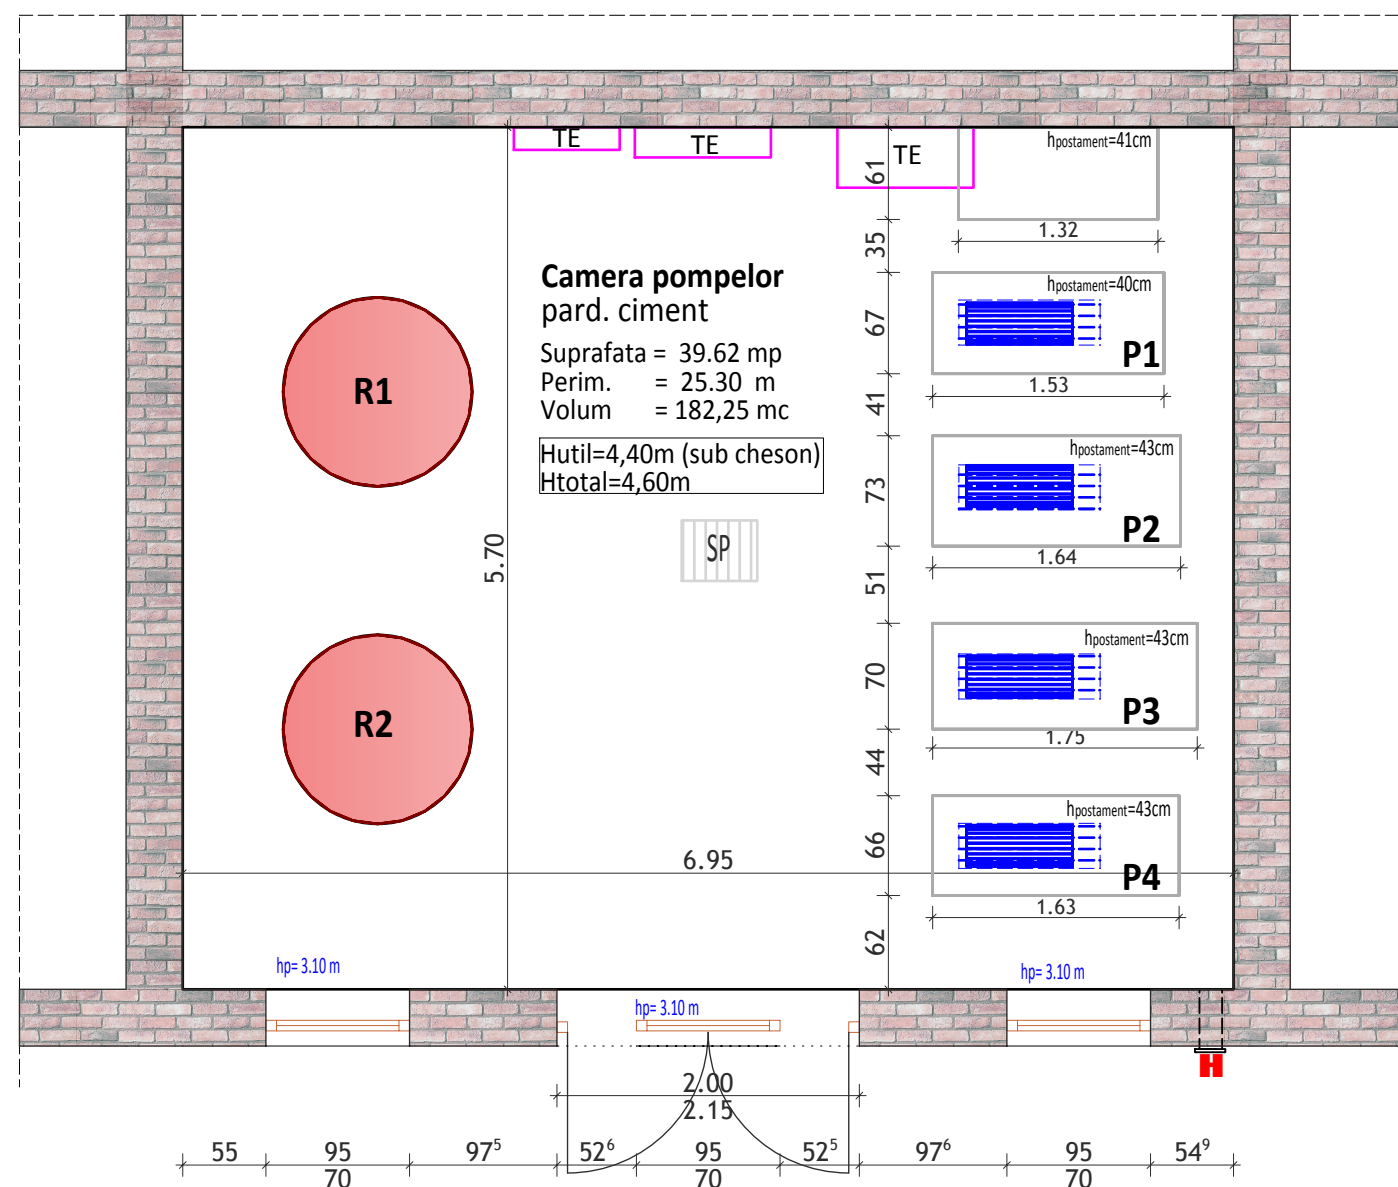 TE
TE
TE
hpostament=41cm
61
1.32
35
Camera pompelor
pard. ciment
Suprafata = 39.62 mp
Perim. = 25.30 m
Volum = 182,25 mc
Hutil=4,40m (sub cheson)
Htotal=4,60m
hpostament=40cm
67
P1
1.53
R1
41
hpostament=43cm
73
P2
1.64
SP
5.70
51
hpostament=43cm
70
P3
1.75
R2
44
hpostament=43cm
66
P4
1.63
6.95
62
hp= 3.10 m
hp= 3.10 m
hp= 3.10 m
H
2.00
2.15
55 95 97⁵ 52⁶ 95 52⁵ 97⁶ 95 54⁹
70 70 70